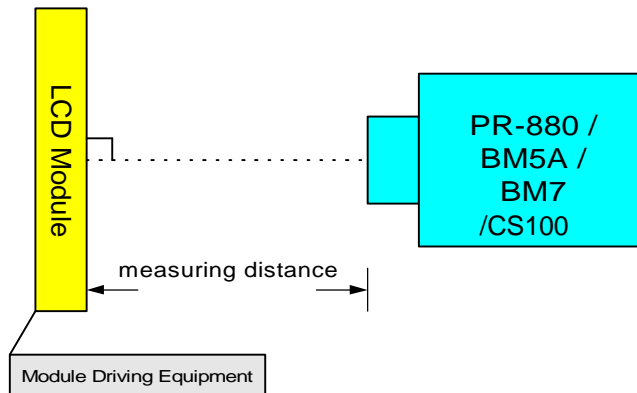 LCD Module
PR-880 /
BM5A /
BM7
/CS100
measuring distance
Module Driving Equipment